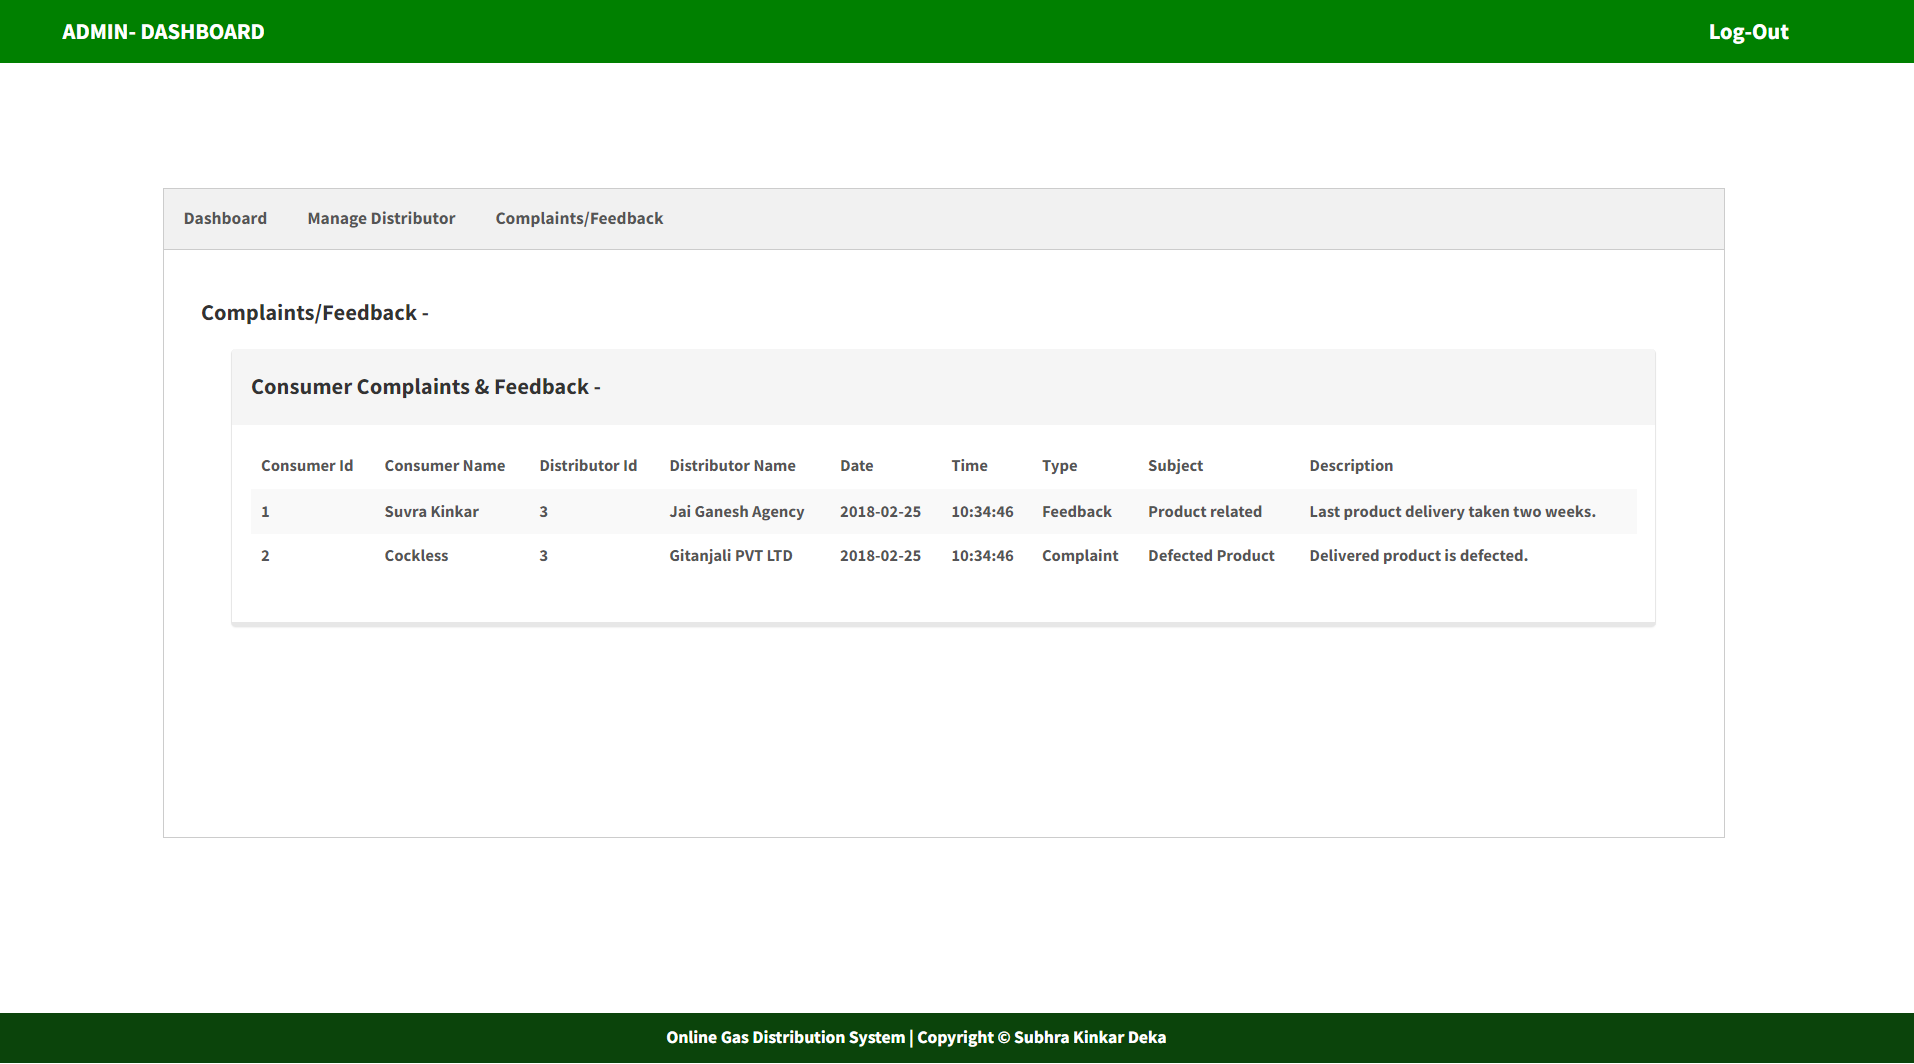 ADMIN- DASHBOARD Log-Out
Dashboard Manage Distributor Complaints/Feedback
Complaints/Feedback -
Consumer Complaints & Feedback -
Consumer Id Consumer Name Distributor Id Distributor Name Date Time Type Subject Description
1 Suvra Kinkar 3 Jai Ganesh Agency 2018-02-25 10:34:46 Feedback Product related Last product delivery taken two weeks.
2 Cockless 3 Gitanjali PVT LTD 2018-02-25 10:34:46 Complaint Defected Product Delivered product is defected.
Online Gas Distribution System | Copyright © Subhra Kinkar Deka